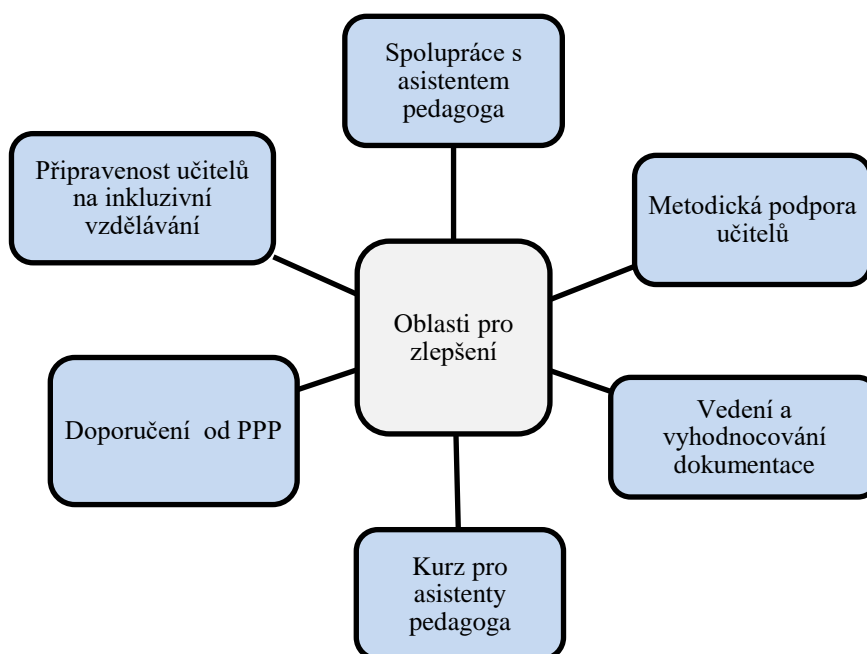 Spolupráce s
asistentem
pedagoga
Připravenost učitelů
na inkluzivní
vzdělávání
Metodická podpora
učitelů
Oblasti pro
zlepšení
Doporučení  od PPP
Vedení a
vyhodnocování
dokumentace
Kurz pro
asistenty
pedagoga